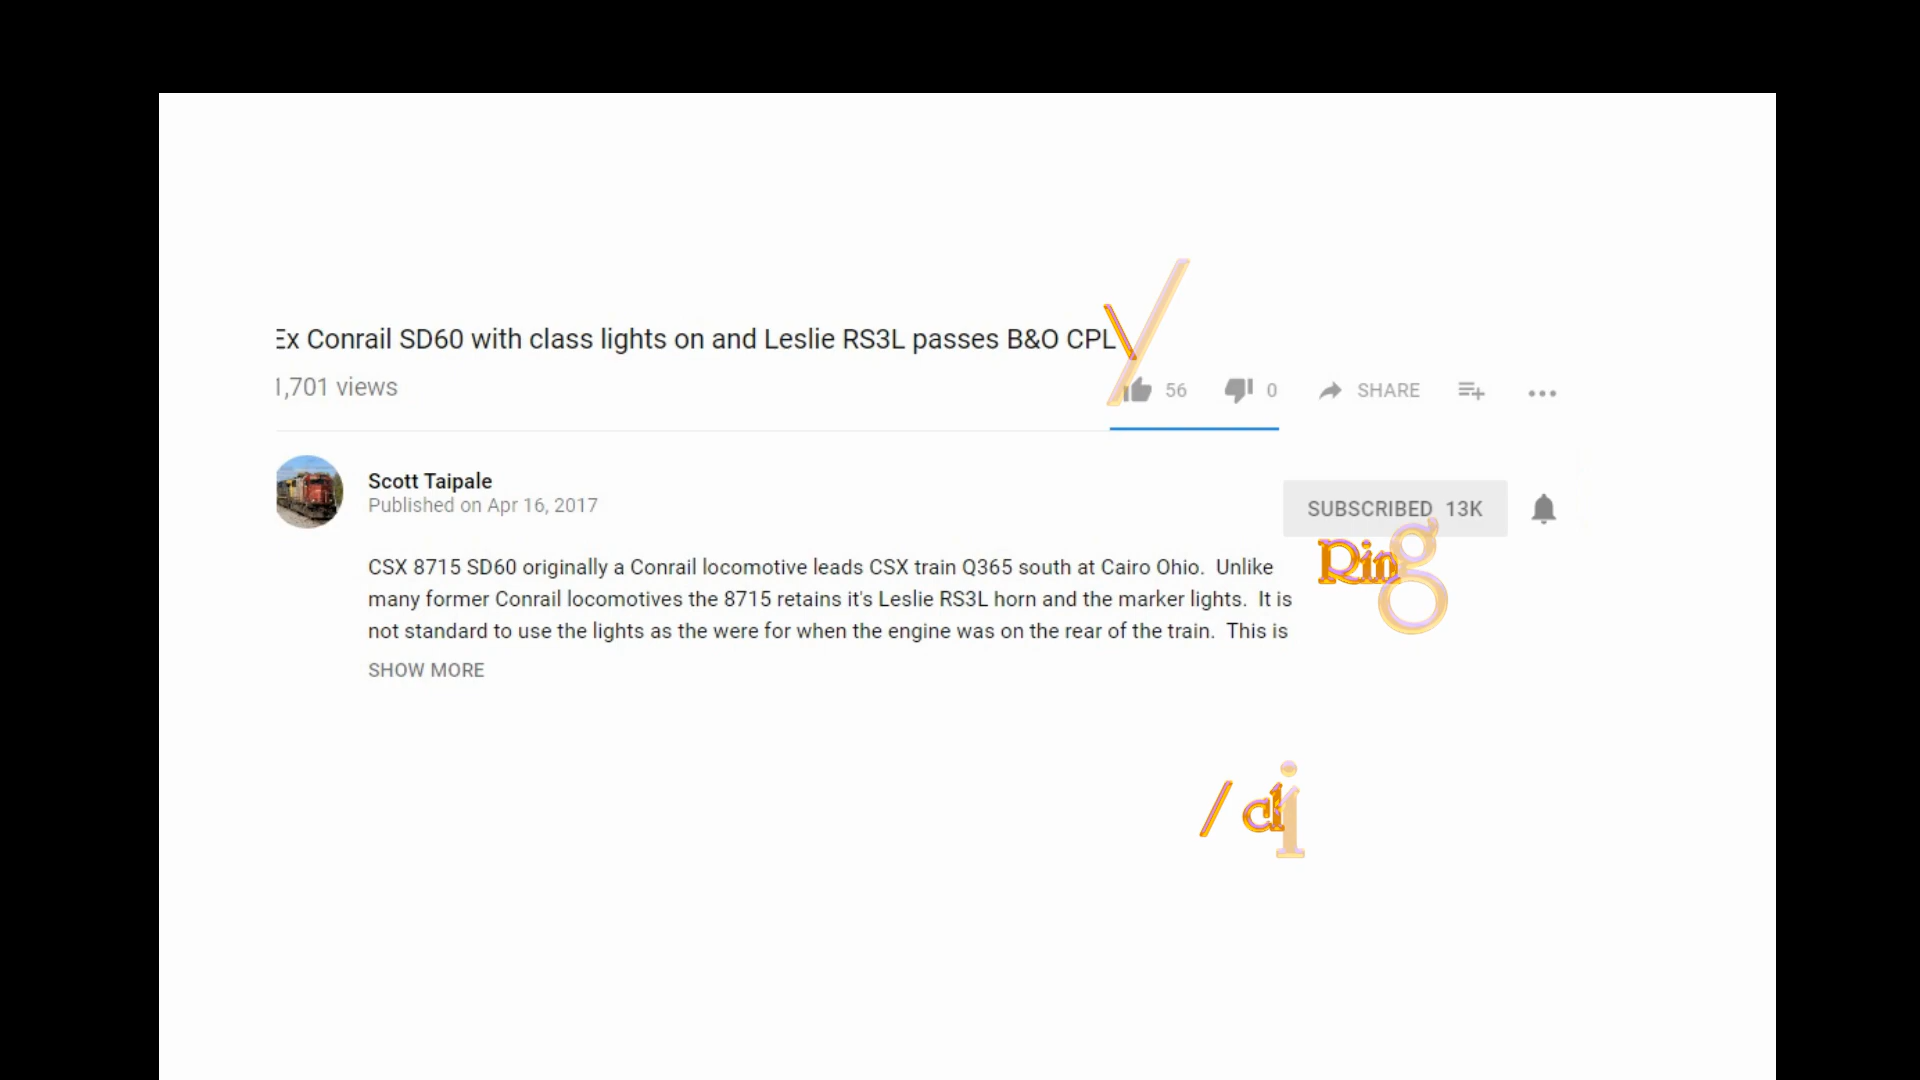 Ex Conrail SD60 with class lights on and Leslie RS3L passes B&O CPL
1,701 views
56
0
SHARE
Scott Taipale
Published on Apr 16, 2017
SUBSCRIBED 13K
Ring
CSX 8715 SD60 originally a Conrail locomotive leads CSX train Q365 south at Cairo Ohio. Unlike
many former Conrail locomotives the 8715 retains it's Leslie RS3L horn and the marker lights. It is
not standard to use the lights as the were for when the engine was on the rear of the train. This is
SHOW MORE